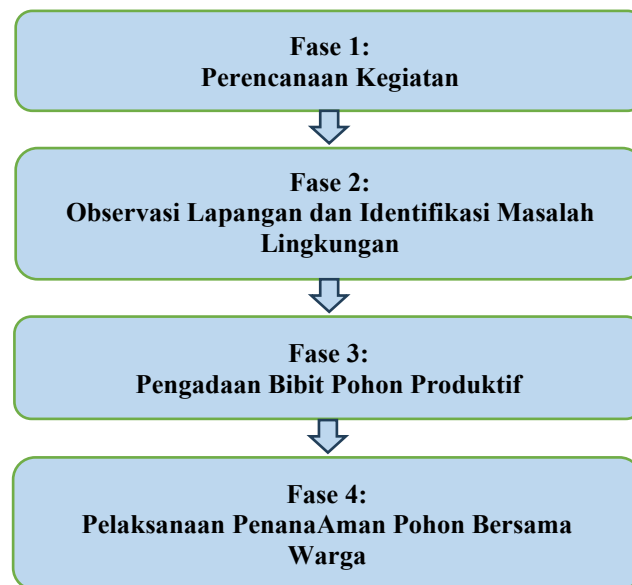 Fase 1:
Perencanaan Kegiatan
Fase 2:
Observasi Lapangan dan Identifikasi Masalah
Lingkungan
Fase 3:
Pengadaan Bibit Pohon Produktif
Fase 4:
Pelaksanaan PenanaAman Pohon Bersama
Warga